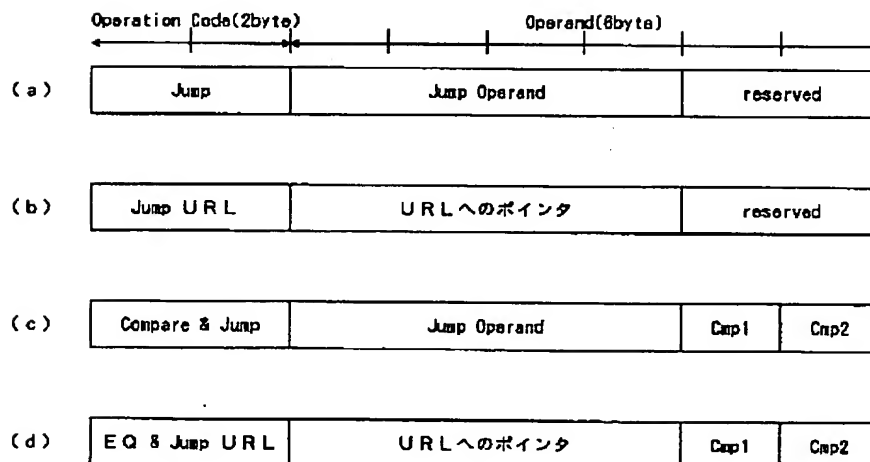 Operation Code(2byte) Operand(6byte)
(a) Jump Jump Operand reserved
(b) Jump URL URLへのポインタ reserved
(c) Compare & Jump Jump Operand Cmp1 Cmp2
(d) EQ & Jump URL URLへのポインタ Cmp1 Cmp2